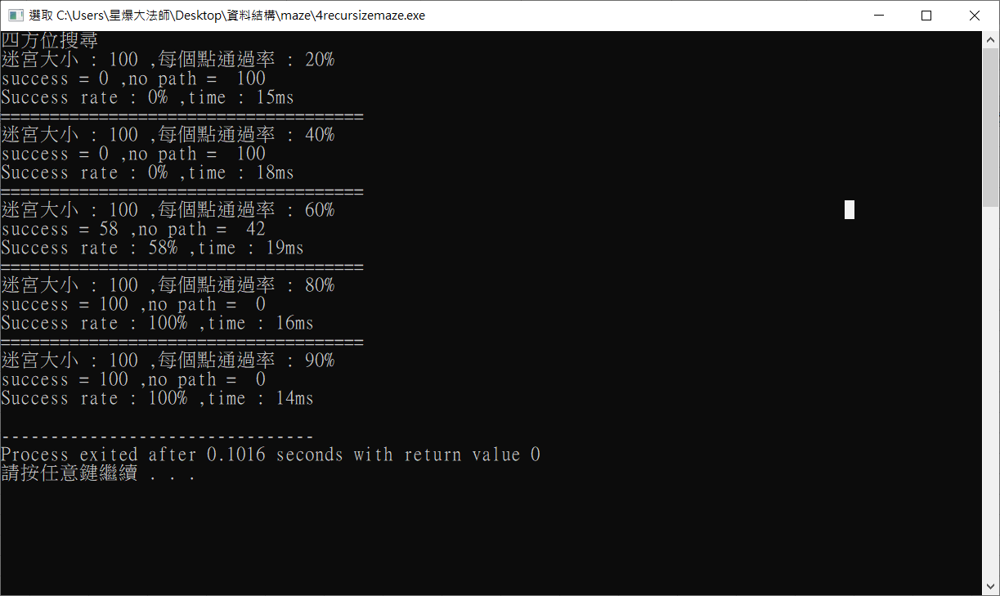 選取 C:\Users\星爆大法師\Desktop\資料結構\maze\4recursizemaze.exe
四方位搜尋
迷宮大小 : 100 ,每個點通過率 : 20%
success = 0 ,no path =  100
Success rate : 0% ,time : 15ms
=====================================
迷宮大小 : 100 ,每個點通過率 : 40%
success = 0 ,no path =  100
Success rate : 0% ,time : 18ms
=====================================
迷宮大小 : 100 ,每個點通過率 : 60%
success = 58 ,no path =  42
Success rate : 58% ,time : 19ms
=====================================
迷宮大小 : 100 ,每個點通過率 : 80%
success = 100 ,no path =  0
Success rate : 100% ,time : 16ms
=====================================
迷宮大小 : 100 ,每個點通過率 : 90%
success = 100 ,no path =  0
Success rate : 100% ,time : 14ms
--------------------------------
Process exited after 0.1016 seconds with return value 0
請按任意鍵繼續 . . .